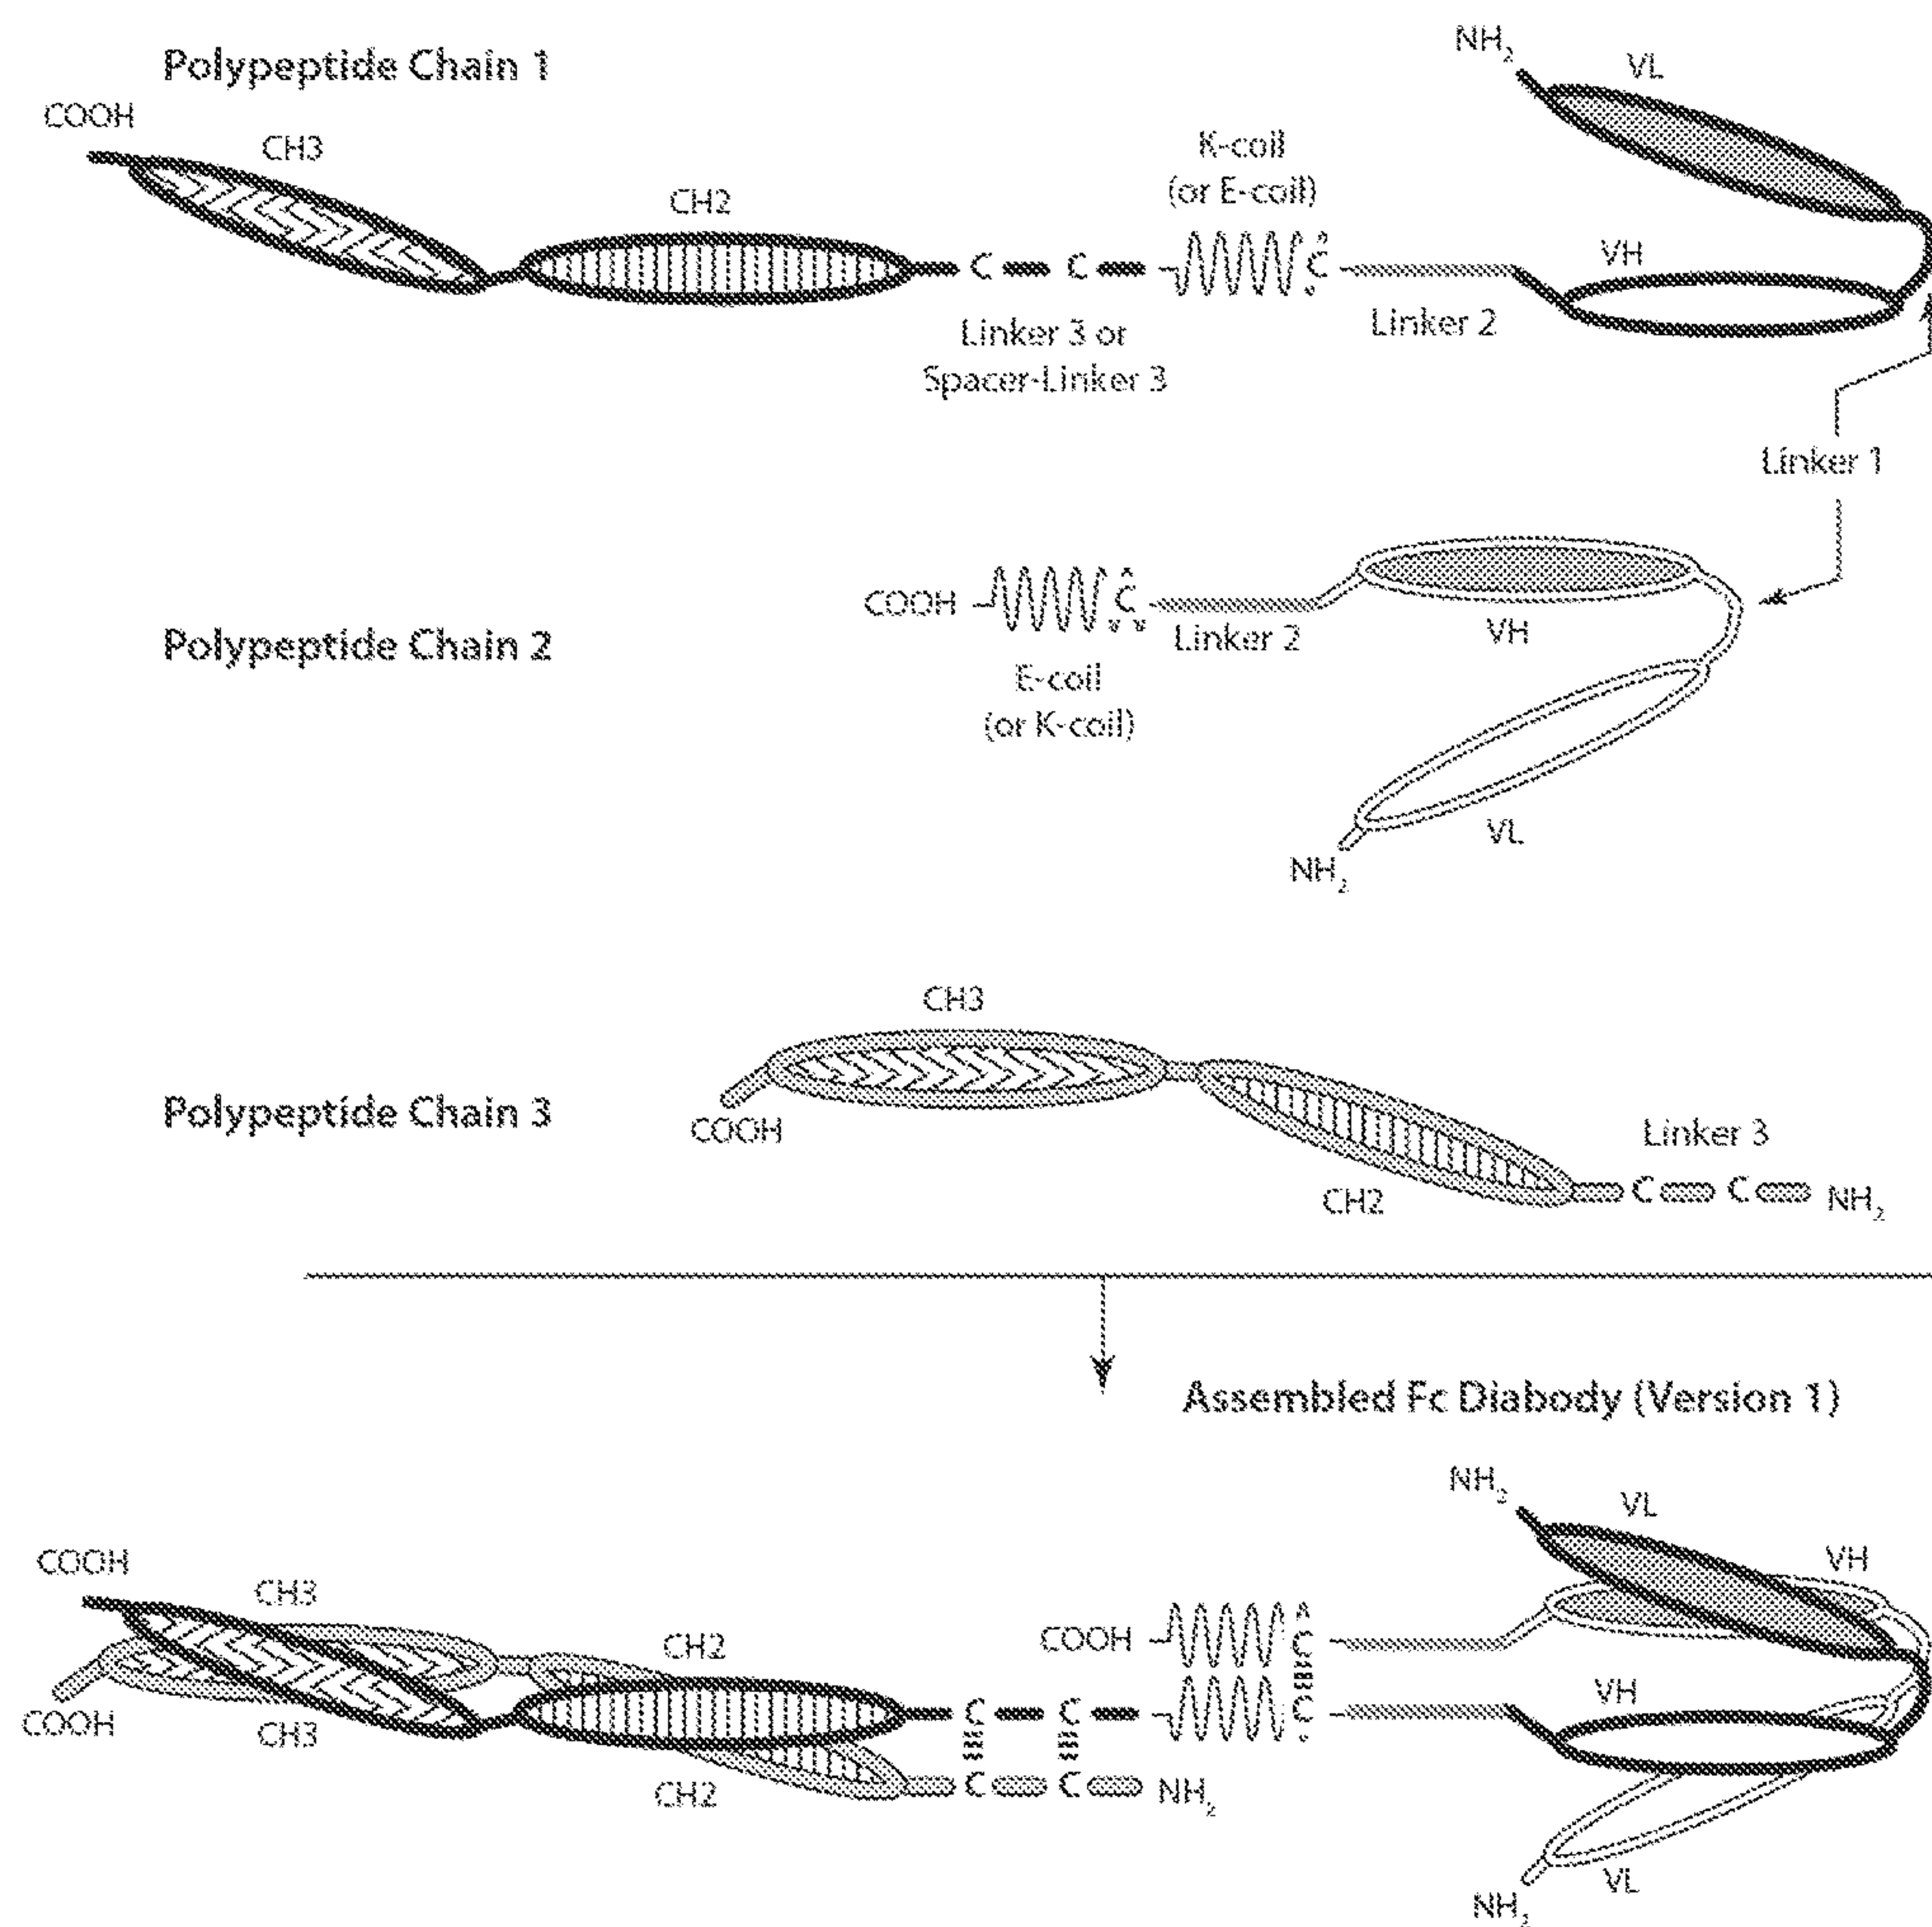 Polypeptide Chain 1
NH2
VL
COOH
CH3
K-coil
(or E-coil)
CH2
VH
C
C
C
Linker 3 or
Spacer-Linker 3
Linker 2
Linker 1
COOH
C
Linker 2
VH
Polypeptide Chain 2
E-coil
(or K-coil)
VL
NH2
CH3
Polypeptide Chain 3
COOH
Linker 3
CH2
C
C
NH2
Assembled Fc Diabody (Version 1)
NH2
VL
VH
COOH
CH3
CH2
COOH
C
VH
C
C
C
COOH
CH3
CH2
C
C
NH2
VL
NH2